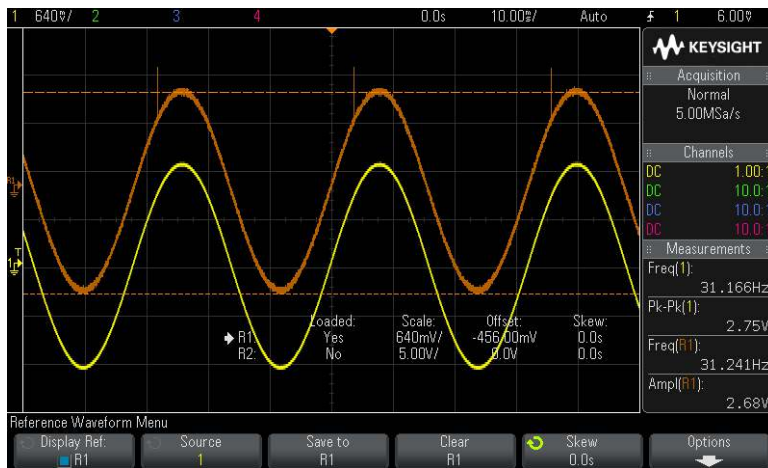 1 640V/ 2 3 4 0.0s 10.00s/ Auto 1 6.00V
KEYSIGHT
Acquisition
Normal
5.00MSa/s
Channels
DC 1.00:1
DC 10.0:1
DC 10.0:1
DC 10.0:1
Measurements
Freq(1):
31.166Hz
Pk-Pk(1):
2.75V
Freq(R1):
31.241Hz
Ampl(R1):
2.68V
R1
T
1
Loaded: Scale: Offset: Skew:
R1: Yes 640mV/ -456.00mV 0.0s
R2: No 5.00V/ 0.0V 0.0s
Reference Waveform Menu
Display Ref: Source Save to Clear Skew Options
R1 1 R1 R1 0.0s